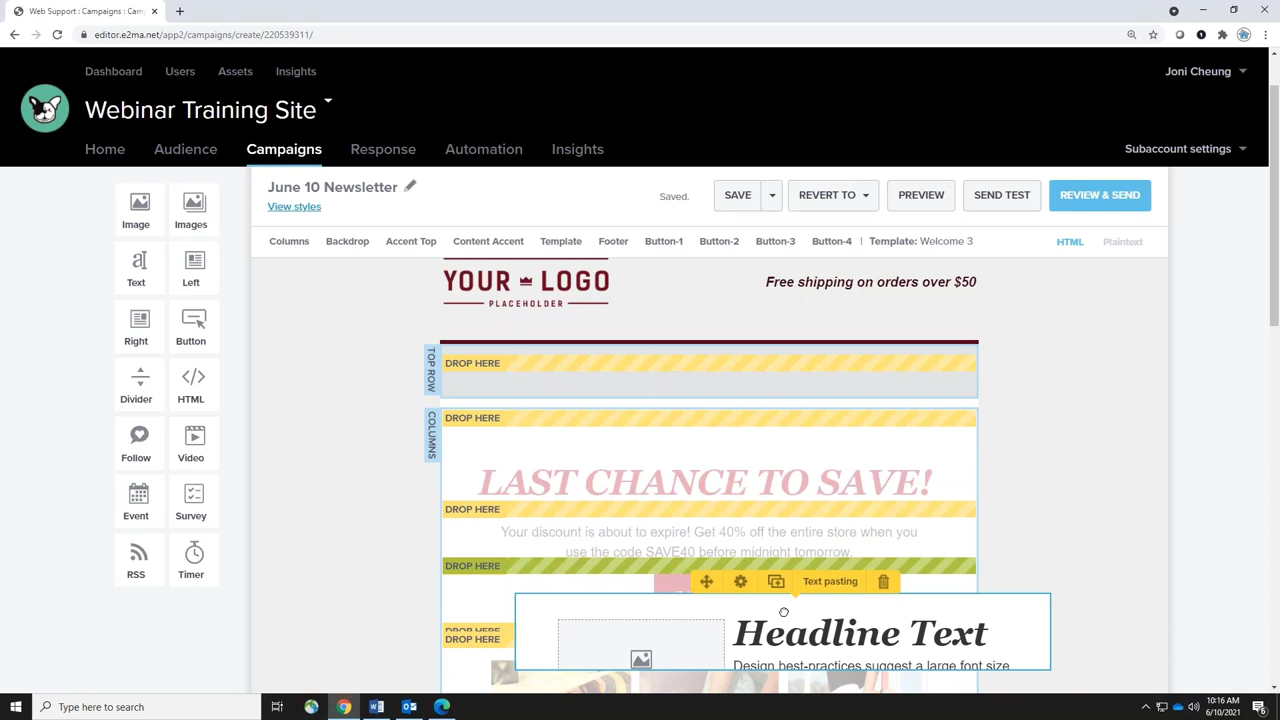 Web Support : Campaigns : Cam
editor.e2ma.net/app2/campaigns/create/220539311/
Dashboard Users Assets Insights
Joni Cheung
Webinar Training Site
Home Audience Campaigns Response Automation Insights
Subaccount settings
June 10 Newsletter
View styles
Saved. SAVE REVERT TO PREVIEW SEND TEST REVIEW & SEND
Columns Backdrop Accent Top Content Accent Template Footer Button-1 Button-2 Button-3 Button-4 | Template: Welcome 3
HTML Plaintext
Image Images
Text Left
Right Button
Divider HTML
Follow Video
Event Survey
RSS Timer
YOUR LOGO
PLACEHOLDER
Free shipping on orders over $50
TOP ROW
DROP HERE
COLUMNS
DROP HERE
LAST CHANCE TO SAVE!
DROP HERE
Your discount is about to expire! Get 40% off the entire store when you
use the code SAVE40 before midnight tomorrow.
DROP HERE
Text pasting
DROP HERE
DROP HERE
Headline Text
Design best-practices suggest a large font size
Type here to search
10:16 AM
6/10/2021